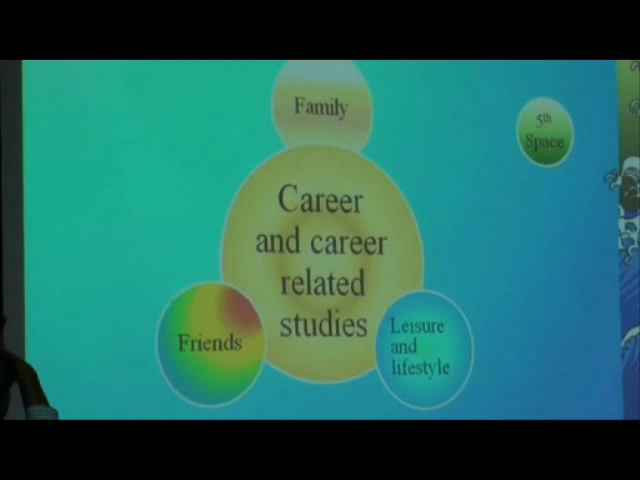 Family
5th
Space
Career
and career
related
studies
Friends
Leisure
and
lifestyle